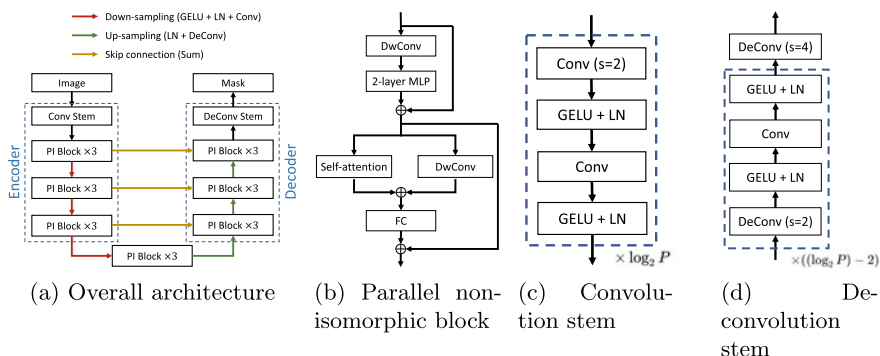 Down-sampling (GELU + LN + Conv)
Up-sampling (LN + DeConv)
Skip connection (Sum)
Image
Mask
Conv Stem
DeConv Stem
PI Block ×3
PI Block ×3
PI Block ×3
PI Block ×3
PI Block ×3
PI Block ×3
PI Block ×3
Encoder
Decoder
(a) Overall architecture
DwConv
2-layer MLP
Self-attention
DwConv
FC
(b) Parallel non-
isomorphic block
Conv (s=2)
GELU + LN
Conv
GELU + LN
× log₂ P
(c) Convolu-
tion stem
DeConv (s=4)
GELU + LN
Conv
GELU + LN
DeConv (s=2)
×((log₂ P) − 2)
(d) De-
convolution
stem